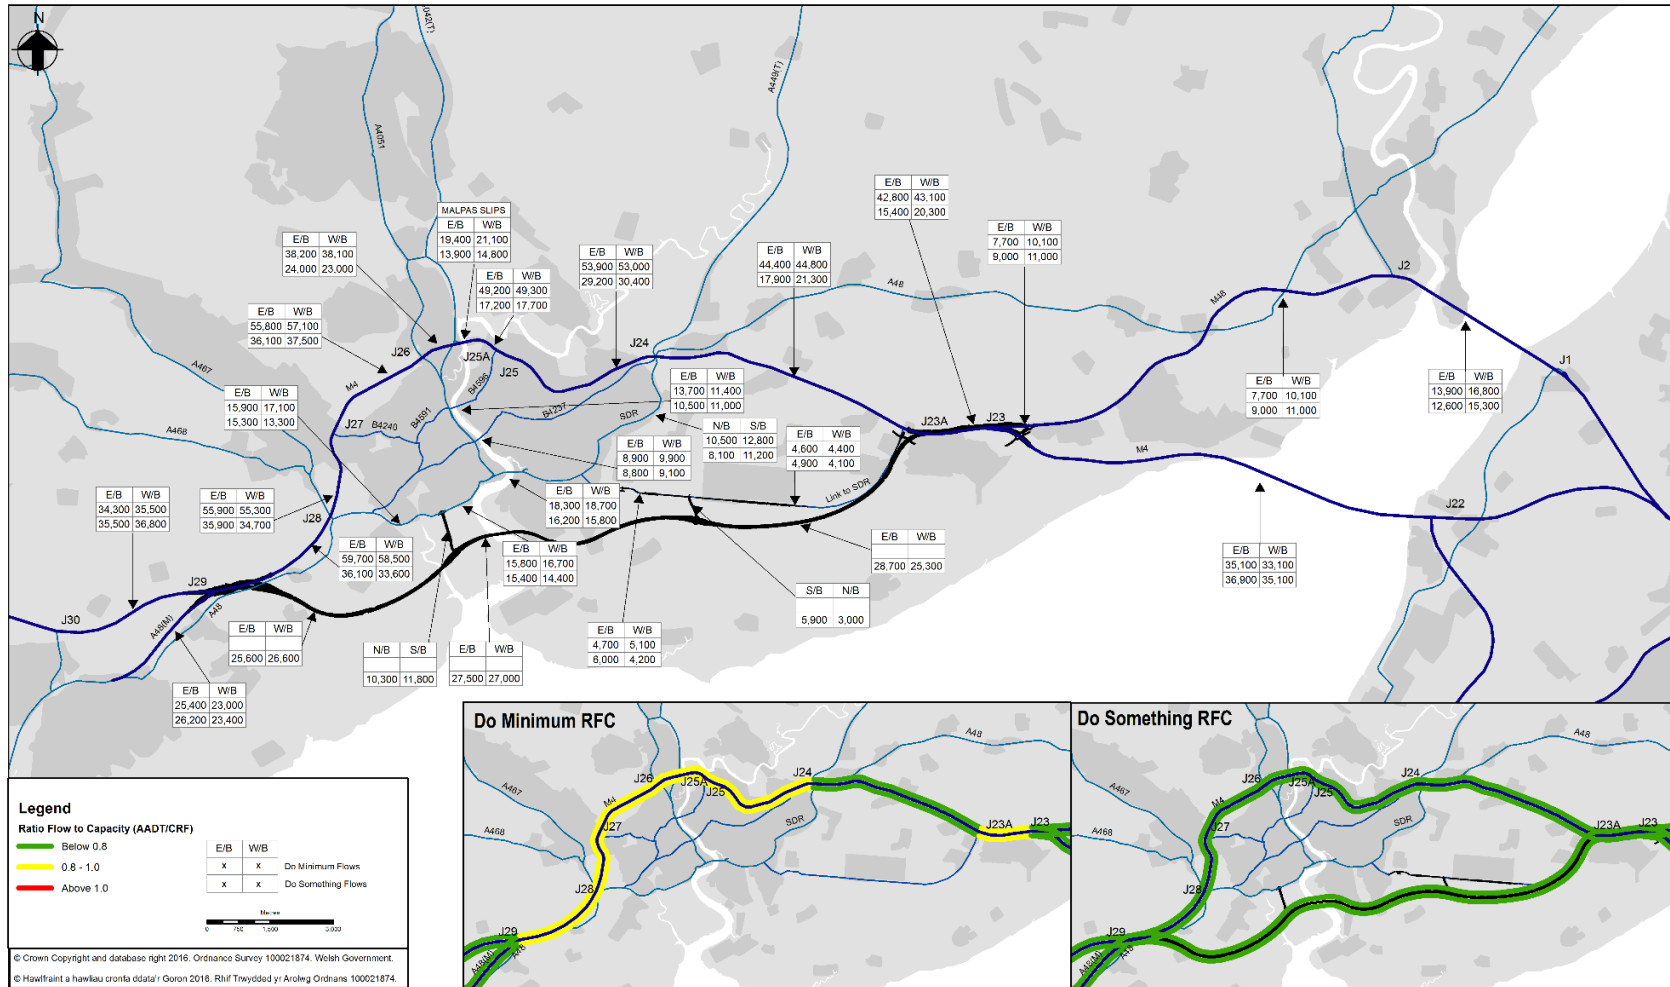 N
A4042(T)
A4051
A449(T)
E/B W/B
42,800 43,100
15,400 20,300
MALPAS SLIPS
E/B W/B
19,400 21,100
13,900 14,800
E/B W/B
38,200 38,100
24,000 23,000
E/B W/B
53,900 53,000
29,200 30,400
E/B W/B
44,400 44,800
17,900 21,300
E/B W/B
7,700 10,100
9,000 11,000
E/B W/B
49,200 49,300
17,200 17,700
J2
A48
M48
E/B W/B
55,800 57,100
36,100 37,500
J26
J25A
J25
J24
J1
A467
M4
B4596
E/B W/B
15,900 17,100
15,300 13,300
E/B W/B
13,700 11,400
10,500 11,000
E/B W/B
7,700 10,100
9,000 11,000
E/B W/B
13,900 16,800
12,600 15,300
J27
B4240
B4591
B4237
SDR
J23A
J23
A468
N/B S/B
10,500 12,800
8,100 11,200
E/B W/B
8,900 9,900
8,800 9,100
E/B W/B
4,600 4,400
4,900 4,100
M4
E/B W/B
34,300 35,500
35,500 36,800
E/B W/B
55,900 55,300
35,900 34,700
J28
E/B W/B
18,300 18,700
16,200 15,800
Link to SDR
J22
E/B W/B
59,700 58,500
36,100 33,600
E/B W/B
15,800 16,700
15,400 14,400
E/B W/B
28,700 25,300
E/B W/B
35,100 33,100
36,900 35,100
J29
J30
A48(M)
A48
S/B N/B
5,900 3,000
E/B W/B
25,600 26,600
N/B S/B
10,300 11,800
E/B W/B
27,500 27,000
E/B W/B
4,700 5,100
6,000 4,200
E/B W/B
25,400 23,000
26,200 23,400
Do Minimum RFC
A48
J26
J25A
J25
J24
A467
M4
J27
SDR
J23A
J23
A468
J28
J29
A48(M)
A48
Do Something RFC
A48
J26
J25A
J25
J24
A467
M4
J27
SDR
J23A
J23
A468
J28
J29
A48(M)
A48
Legend
Ratio Flow to Capacity (AADT/CRF)
Below 0.8
0.8 - 1.0
Above 1.0
E/B W/B
x x Do Minimum Flows
x x Do Something Flows
Metres
0 750 1,500 3,000
© Crown Copyright and database right 2016. Ordnance Survey 100021874. Welsh Government.
© Hawlfraint a hawliau cronfa ddata'r Goron 2016. Rhif Trwydded yr Arolwg Ordnans 100021874.